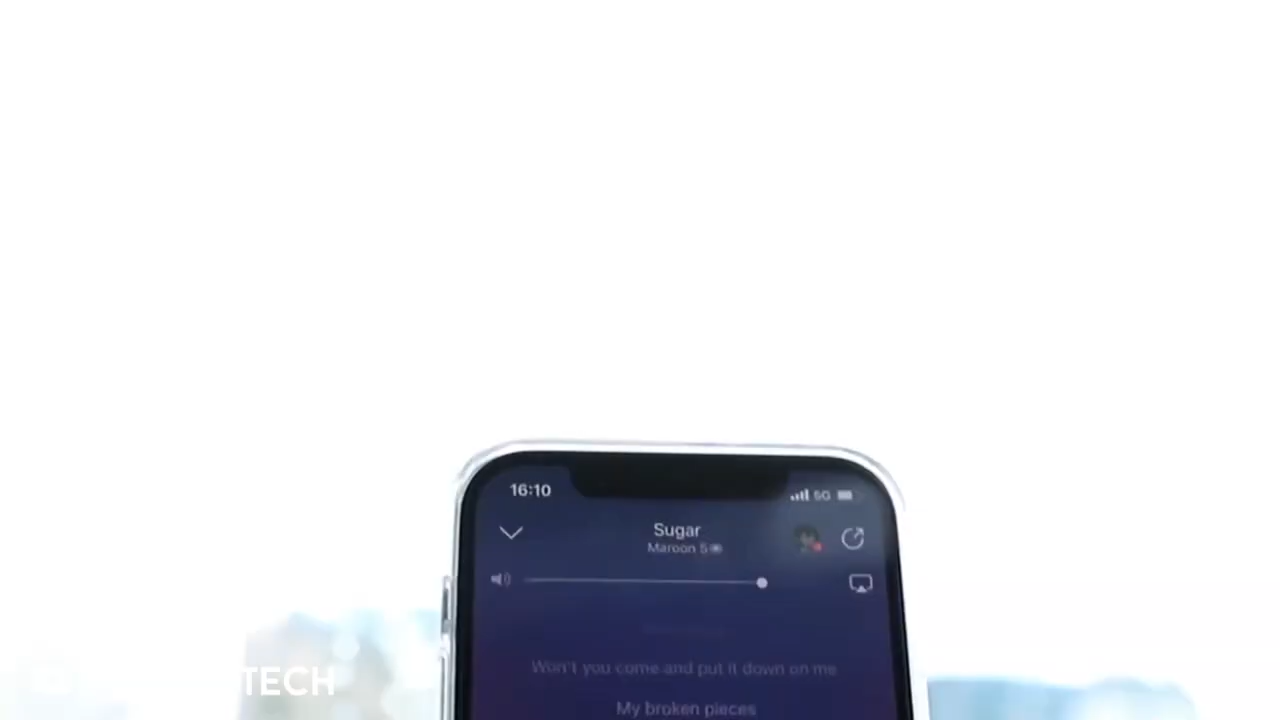 16:10
5G
Sugar
Maroon 5
Won't you come and put it down on me
My broken pieces
TECH